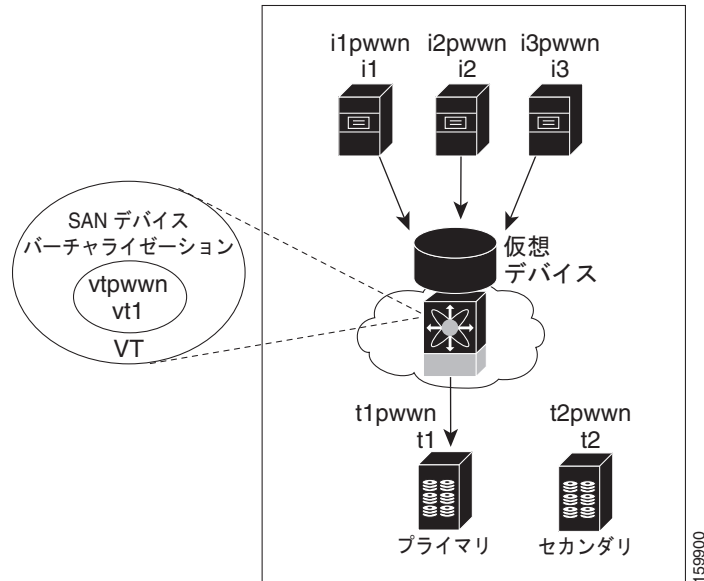 i1pwwn i2pwwn i3pwwn
i1 i2 i3
SAN デバイス
バーチャライゼーション
vtpwwn
vt1
VT
仮想
デバイス
t1pwwn t2pwwn
t1 t2
プライマリ セカンダリ
159900